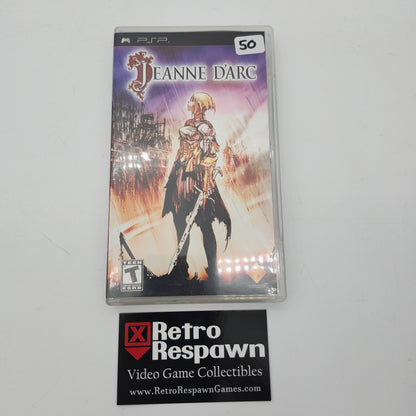 PSP
50
JEANNE D'ARC
TEEN
T
ESRB
Retro
Respawn
Video Game Collectibles
www.RetroRespawnGames.com